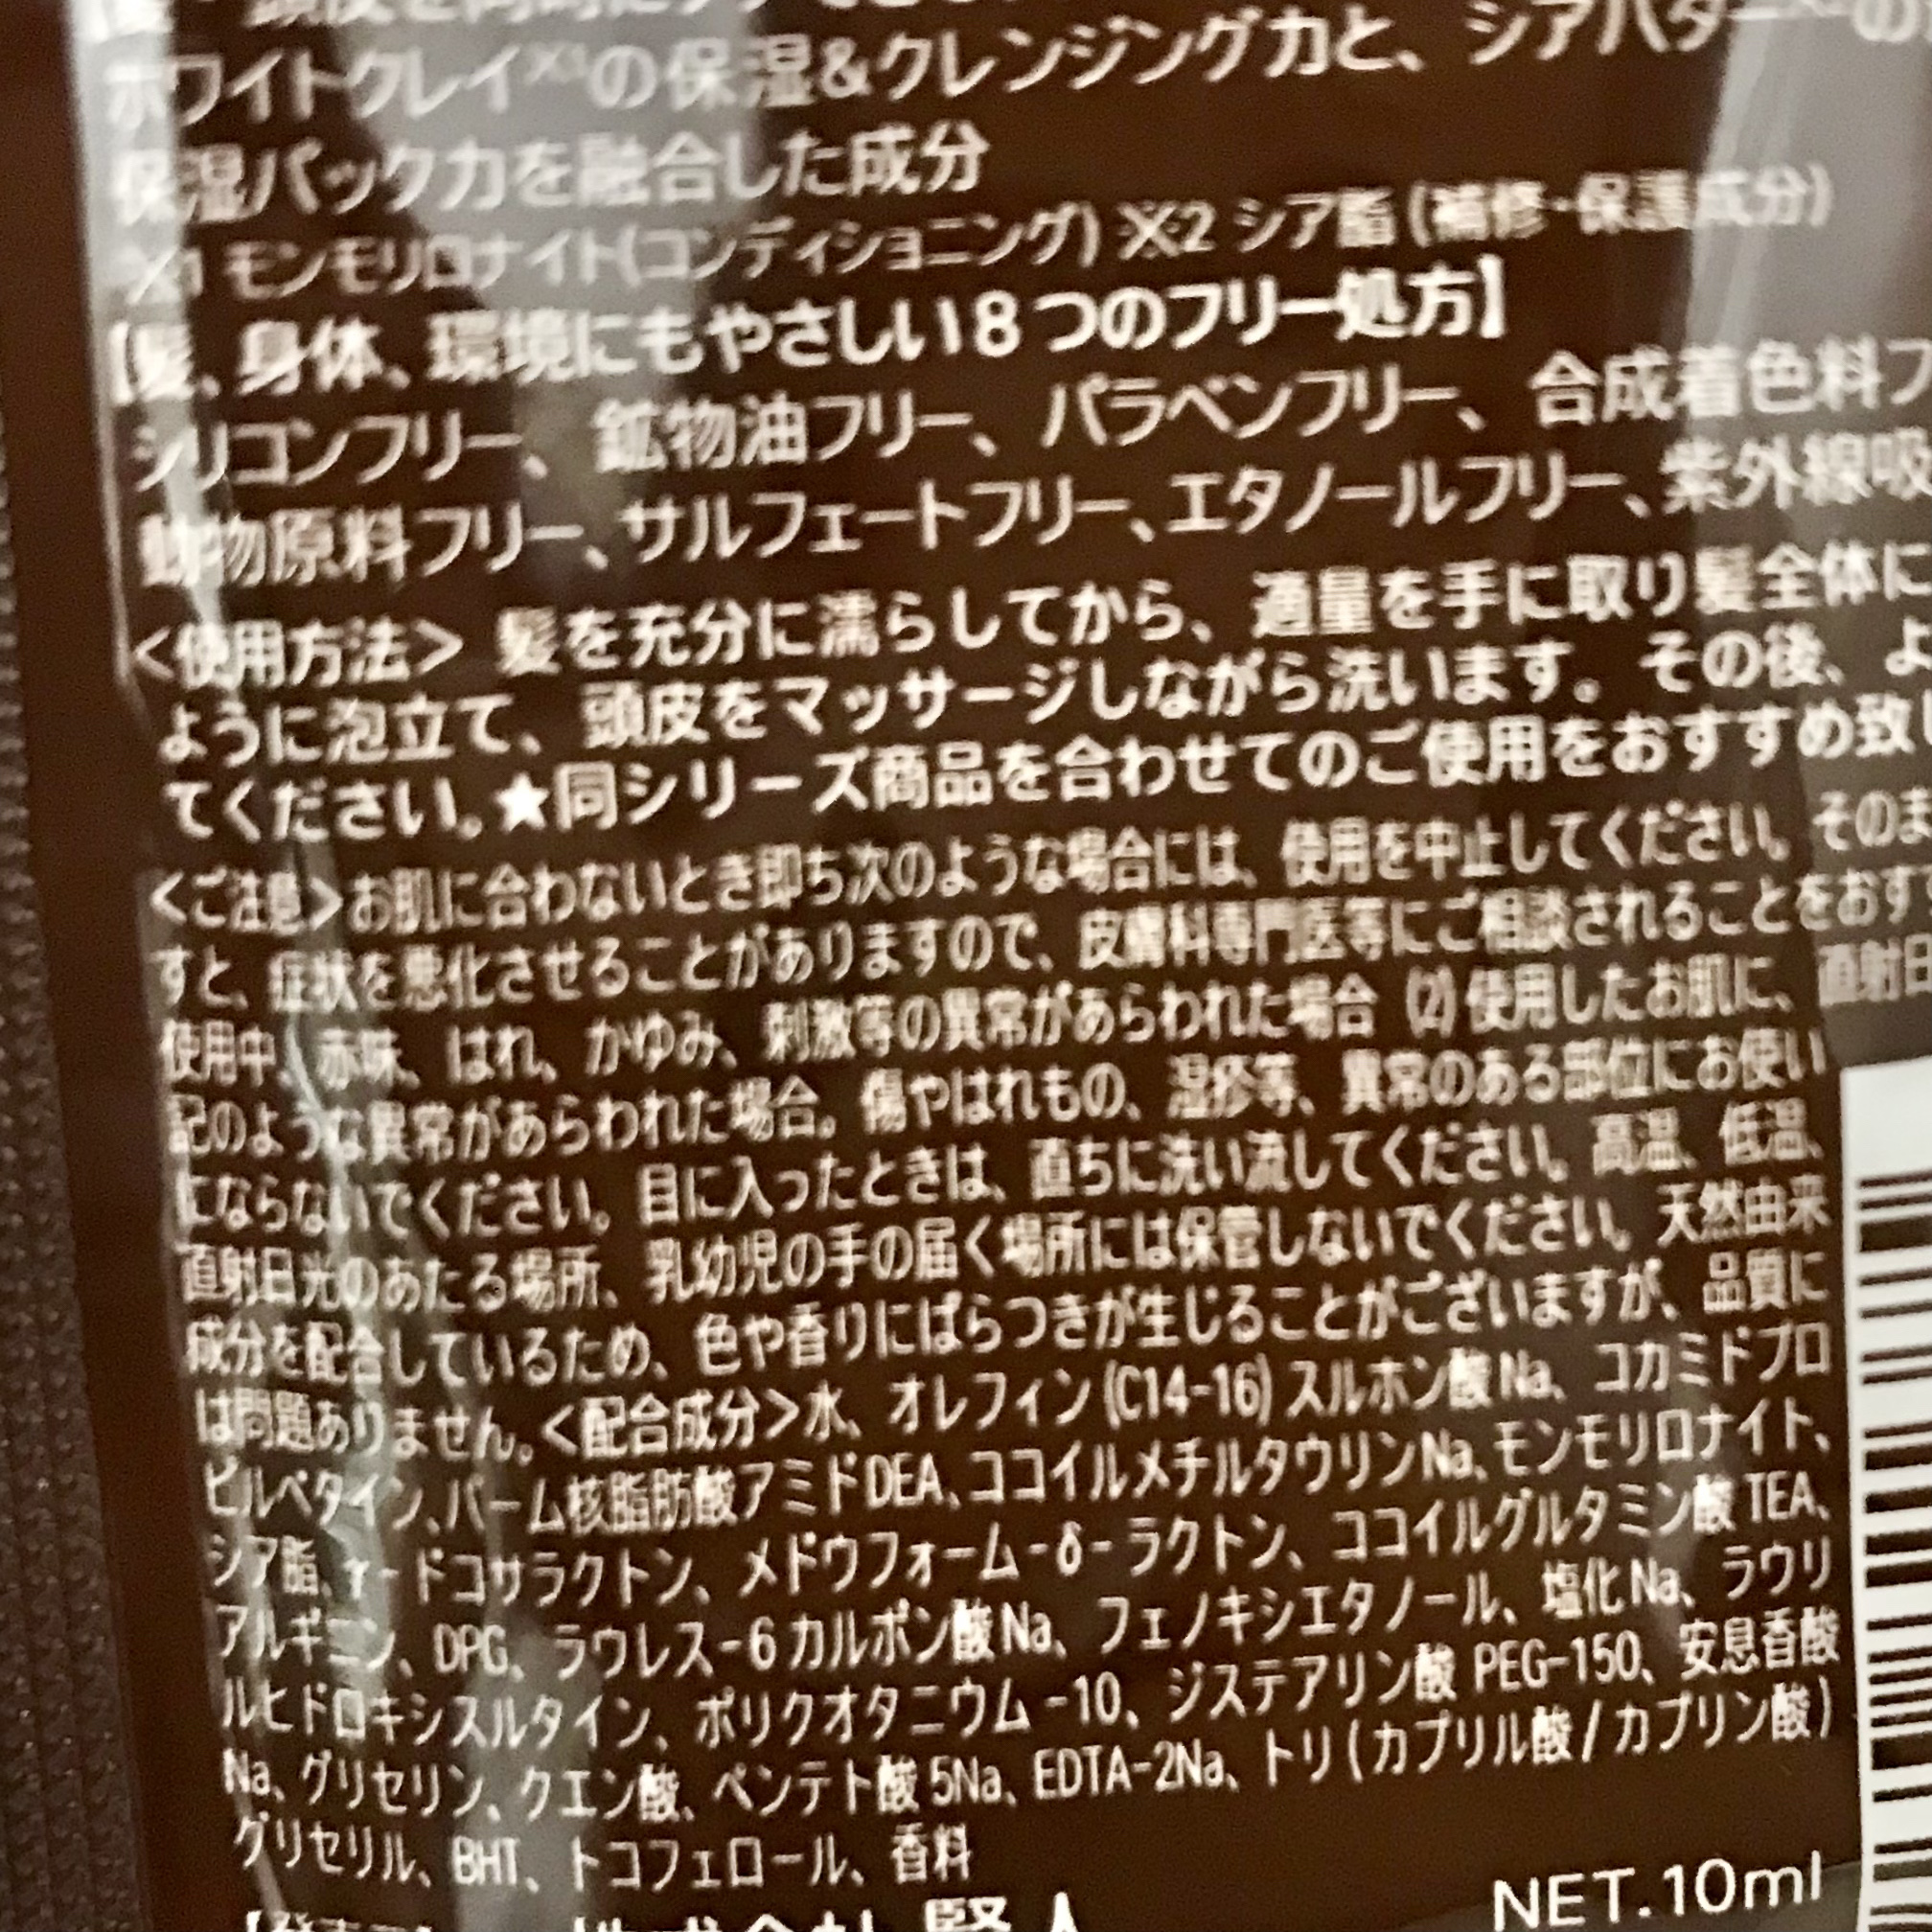 ホワイトクレイ※1の保湿&クレンジング力と、シアバター※2の
保湿パック力を融合した成分
※1 モンモリロナイト(コンディショニング) ※2 シア脂 (補修・保護成分)
【髪、身体、環境にもやさしい8つのフリー処方】
シリコンフリー、鉱物油フリー、パラベンフリー、合成着色料フ
動物原料フリー、サルフェートフリー、エタノールフリー、紫外線吸
<使用方法> 髪を充分に濡らしてから、適量を手に取り髪全体に
ように泡立て、頭皮をマッサージしながら洗います。その後、よ
てください。★同シリーズ商品を合わせてのご使用をおすすめ致し
<ご注意>お肌に合わないとき即ち次のような場合には、使用を中止してください。そのま
すと、症状を悪化させることがありますので、皮膚科専門医等にご相談されることをおす
使用中、赤味、はれ、かゆみ、刺激等の異常があらわれた場合 (2) 使用したお肌に、直射日
記のような異常があらわれた場合。傷やはれもの、湿疹等、異常のある部位にお使い
にならないでください。目に入ったときは、直ちに洗い流してください。高温、低温、
直射日光のあたる場所、乳幼児の手の届く場所には保管しないでください。天然由来
成分を配合しているため、色や香りにばらつきが生じることがございますが、品質に
は問題ありません。<配合成分>水、オレフィン(C14-16)スルホン酸Na、コカミドプロ
ピルベタイン、パーム核脂肪酸アミドDEA、ココイルメチルタウリンNa、モンモリロナイト、
シア脂、γ-ドコサラクトン、メドウフォーム-δ-ラクトン、ココイルグルタミン酸TEA、
アルギニン、DPG、ラウレス-6カルボン酸Na、フェノキシエタノール、塩化Na、ラウリ
ルヒドロキシスルタイン、ポリクオタニウム-10、ジステアリン酸PEG-150、安息香酸
Na、グリセリン、クエン酸、ペンテト酸5Na、EDTA-2Na、トリ(カプリル酸/カプリン酸)
グリセリル、BHT、トコフェロール、香料
NET.10ml